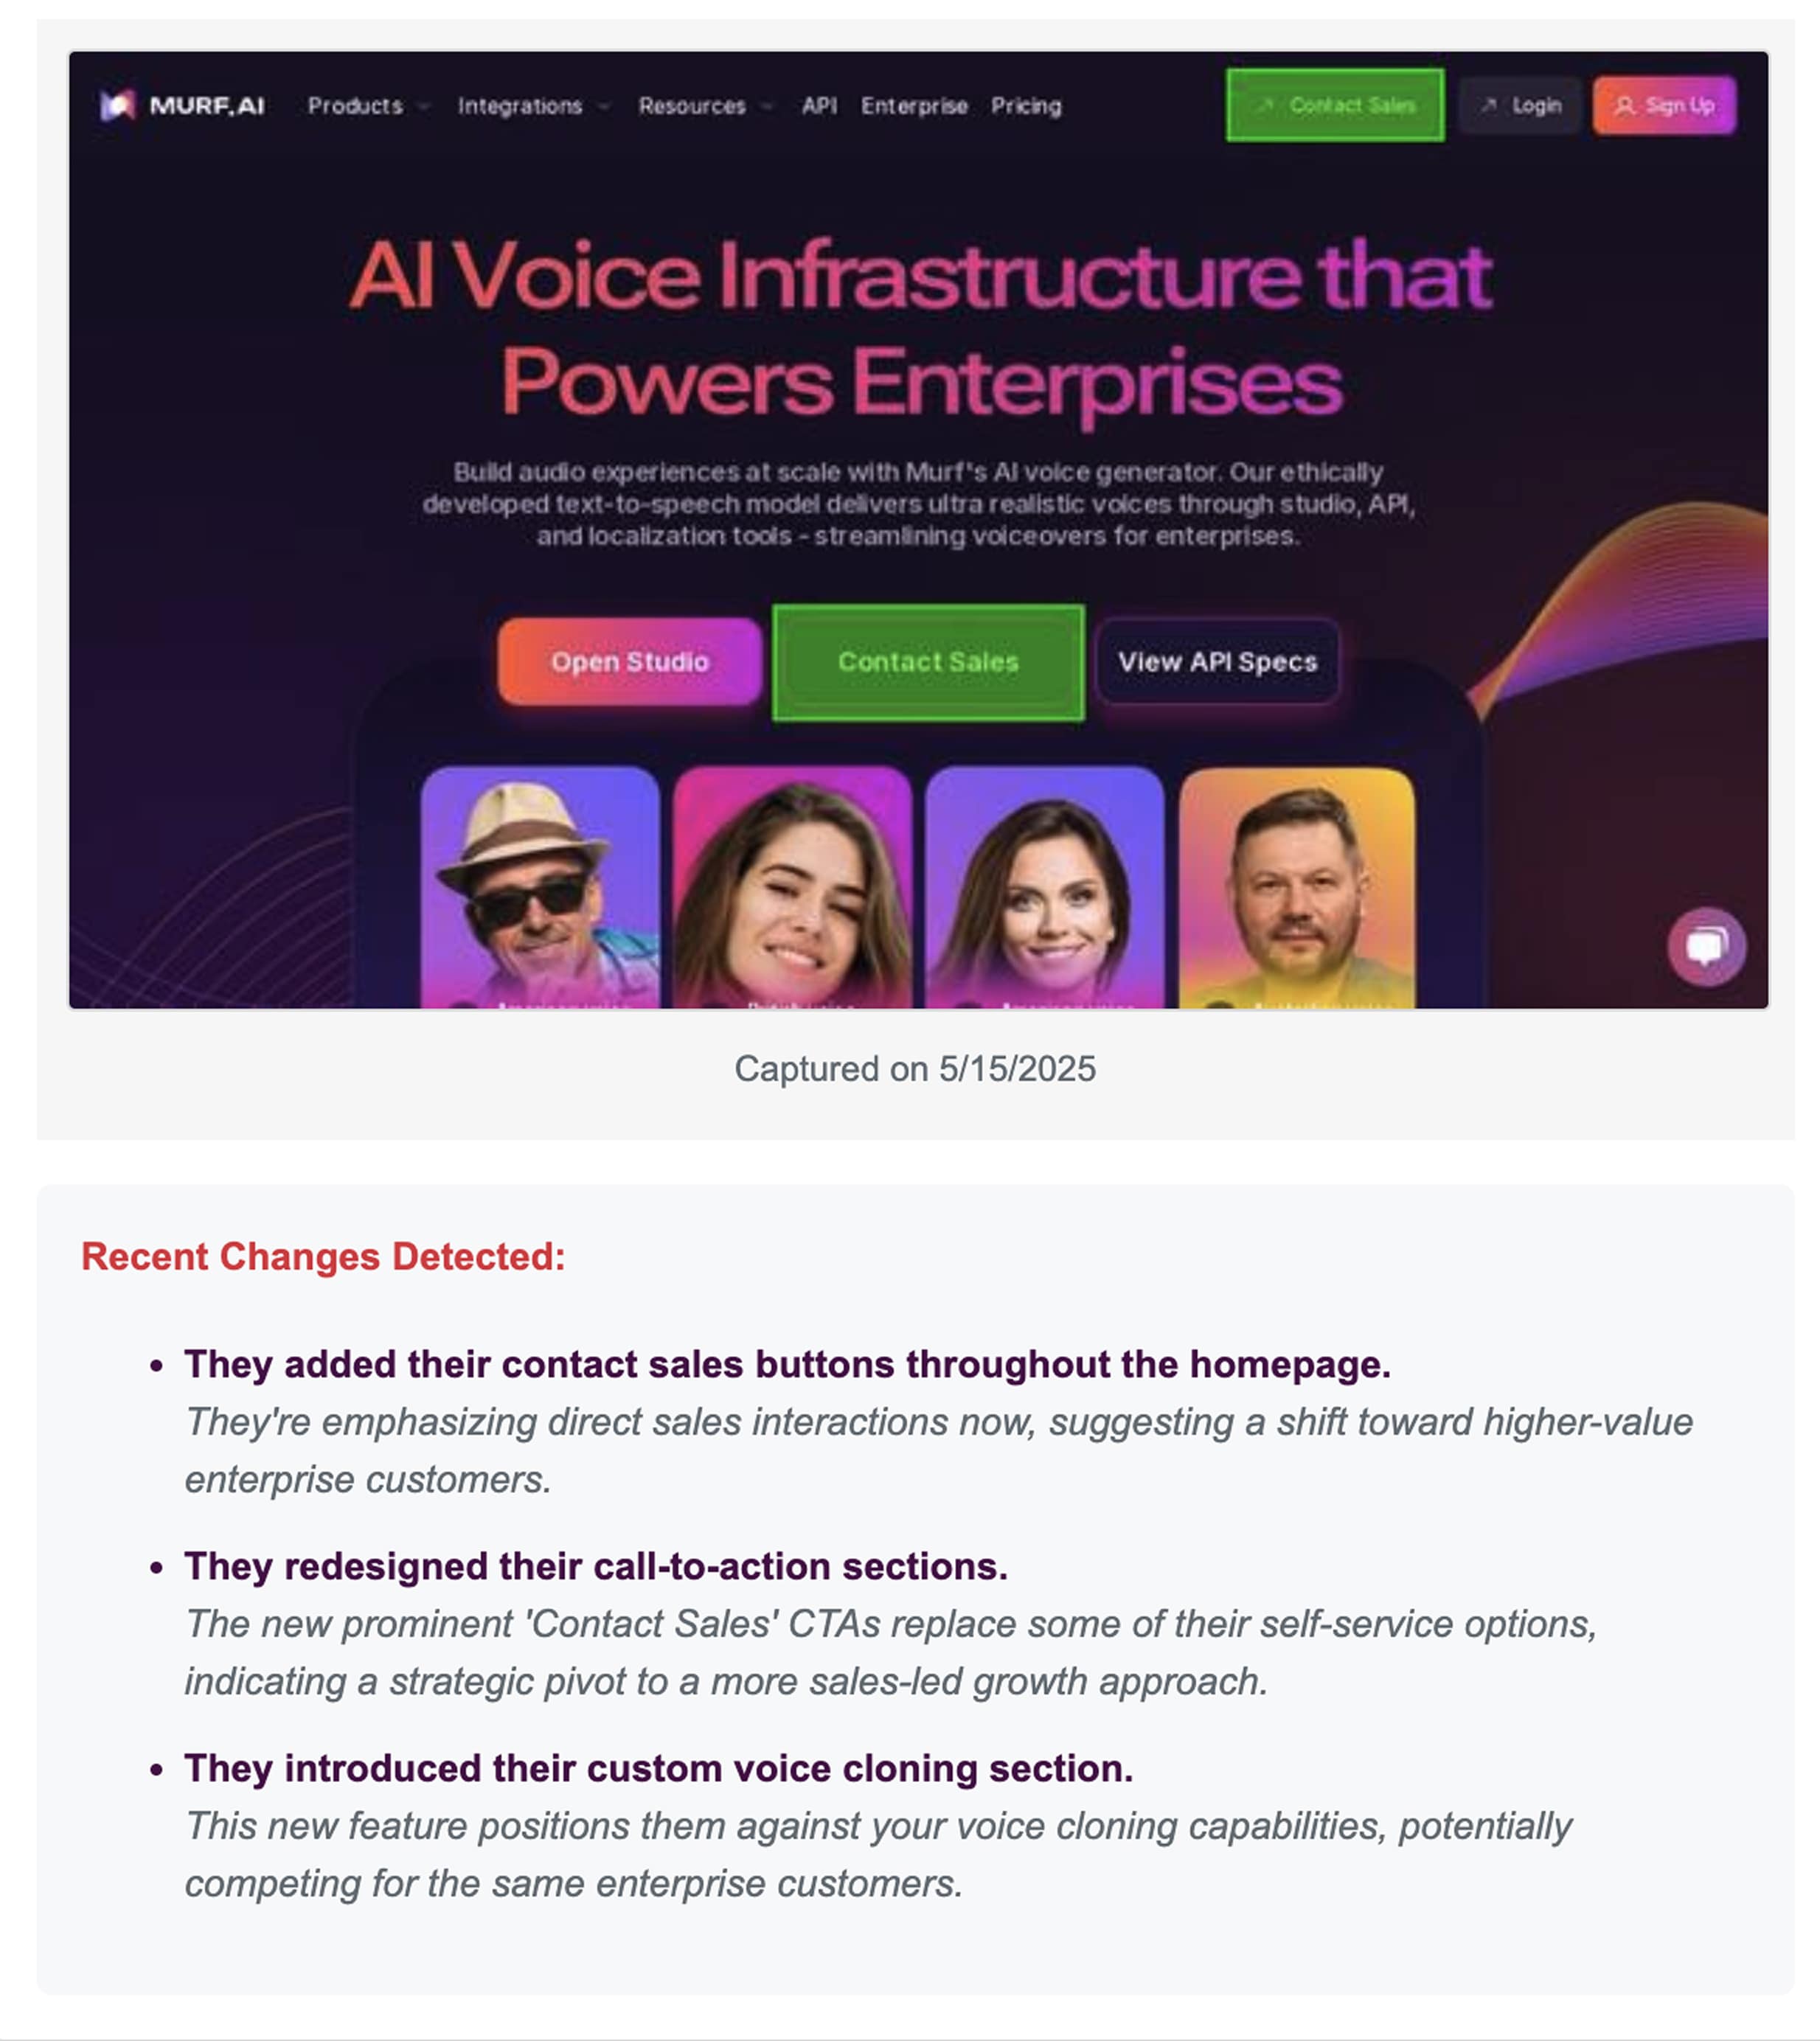 MURF.AI Products Integrations Resources API Enterprise Pricing Contact Sales Login Sign Up
AI Voice Infrastructure that
Powers Enterprises
Build audio experiences at scale with Murf's AI voice generator. Our ethically
developed text-to-speech model delivers ultra realistic voices through studio, API,
and localization tools - streamlining voiceovers for enterprises.
Open Studio Contact Sales View API Specs
Captured on 5/15/2025
Recent Changes Detected:
• They added their contact sales buttons throughout the homepage.
They're emphasizing direct sales interactions now, suggesting a shift toward higher-value
enterprise customers.
• They redesigned their call-to-action sections.
The new prominent 'Contact Sales' CTAs replace some of their self-service options,
indicating a strategic pivot to a more sales-led growth approach.
• They introduced their custom voice cloning section.
This new feature positions them against your voice cloning capabilities, potentially
competing for the same enterprise customers.